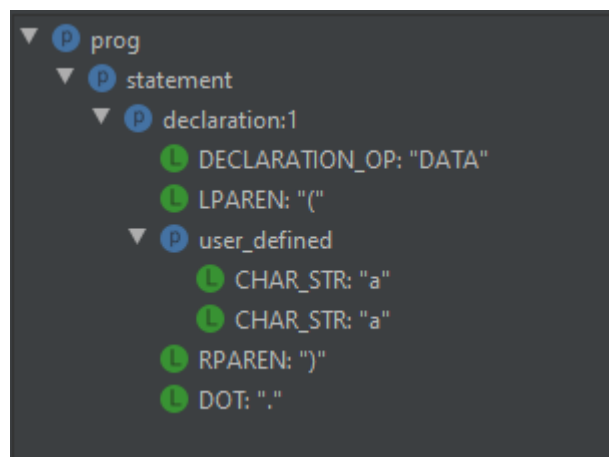 p prog
p statement
p declaration:1
L DECLARATION_OP: "DATA"
L LPAREN: "("
p user_defined
L CHAR_STR: "a"
L CHAR_STR: "a"
L RPAREN: ")"
L DOT: "."